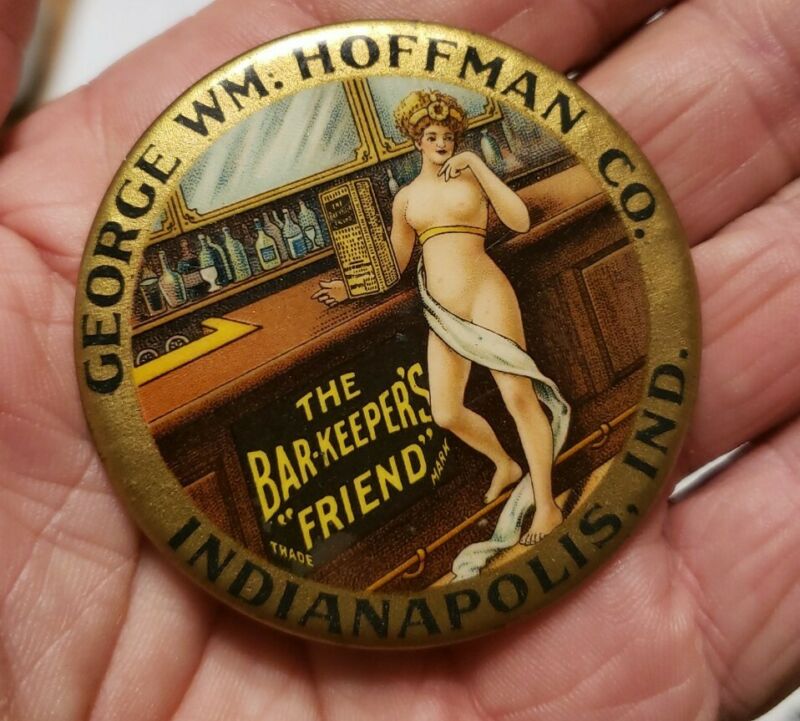 GEORGE WM: HOFFMAN CO.
THE
BAR-KEEPER'S
"FRIEND"
TRADE MARK
INDIANAPOLIS, IND.